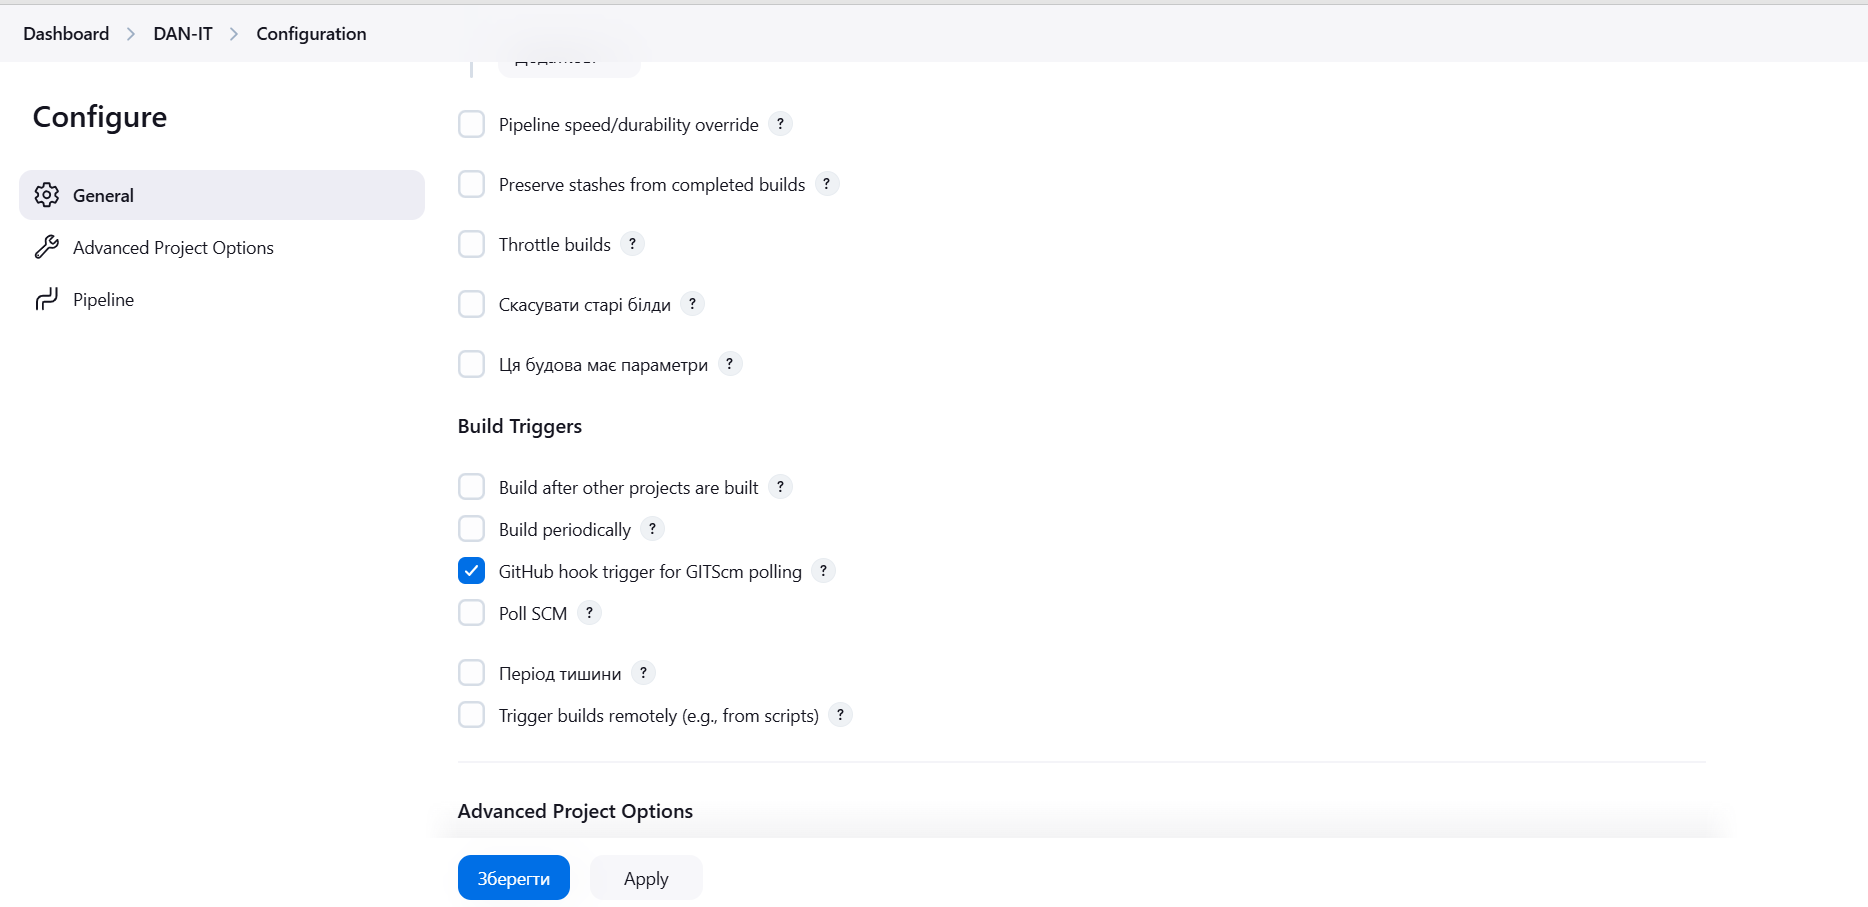 Dashboard > DAN-IT > Configuration
Configure
General
Advanced Project Options
Pipeline
Pipeline speed/durability override ?
Preserve stashes from completed builds ?
Throttle builds ?
Скасувати старі білди ?
Ця будова має параметри ?
Build Triggers
Build after other projects are built ?
Build periodically ?
GitHub hook trigger for GITScm polling ?
Poll SCM ?
Період тишини ?
Trigger builds remotely (e.g., from scripts) ?
Advanced Project Options
Зберегти
Apply